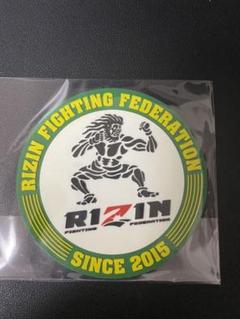 RIZIN FIGHTING FEDERATION
RIZIN
FIGHTING FEDERATION
SINCE 2015